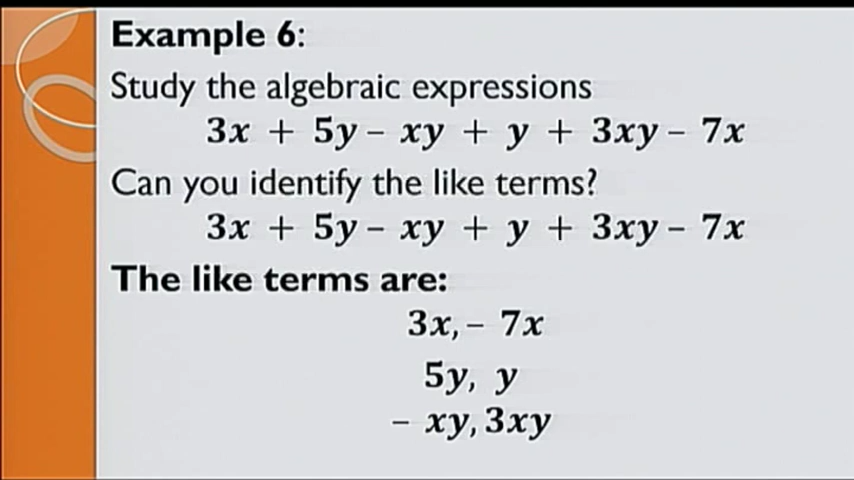 Example 6:
Study the algebraic expressions
3x + 5y – xy + y + 3xy – 7x
Can you identify the like terms?
3x + 5y – xy + y + 3xy – 7x
The like terms are:
3x, – 7x
5y, y
– xy, 3xy